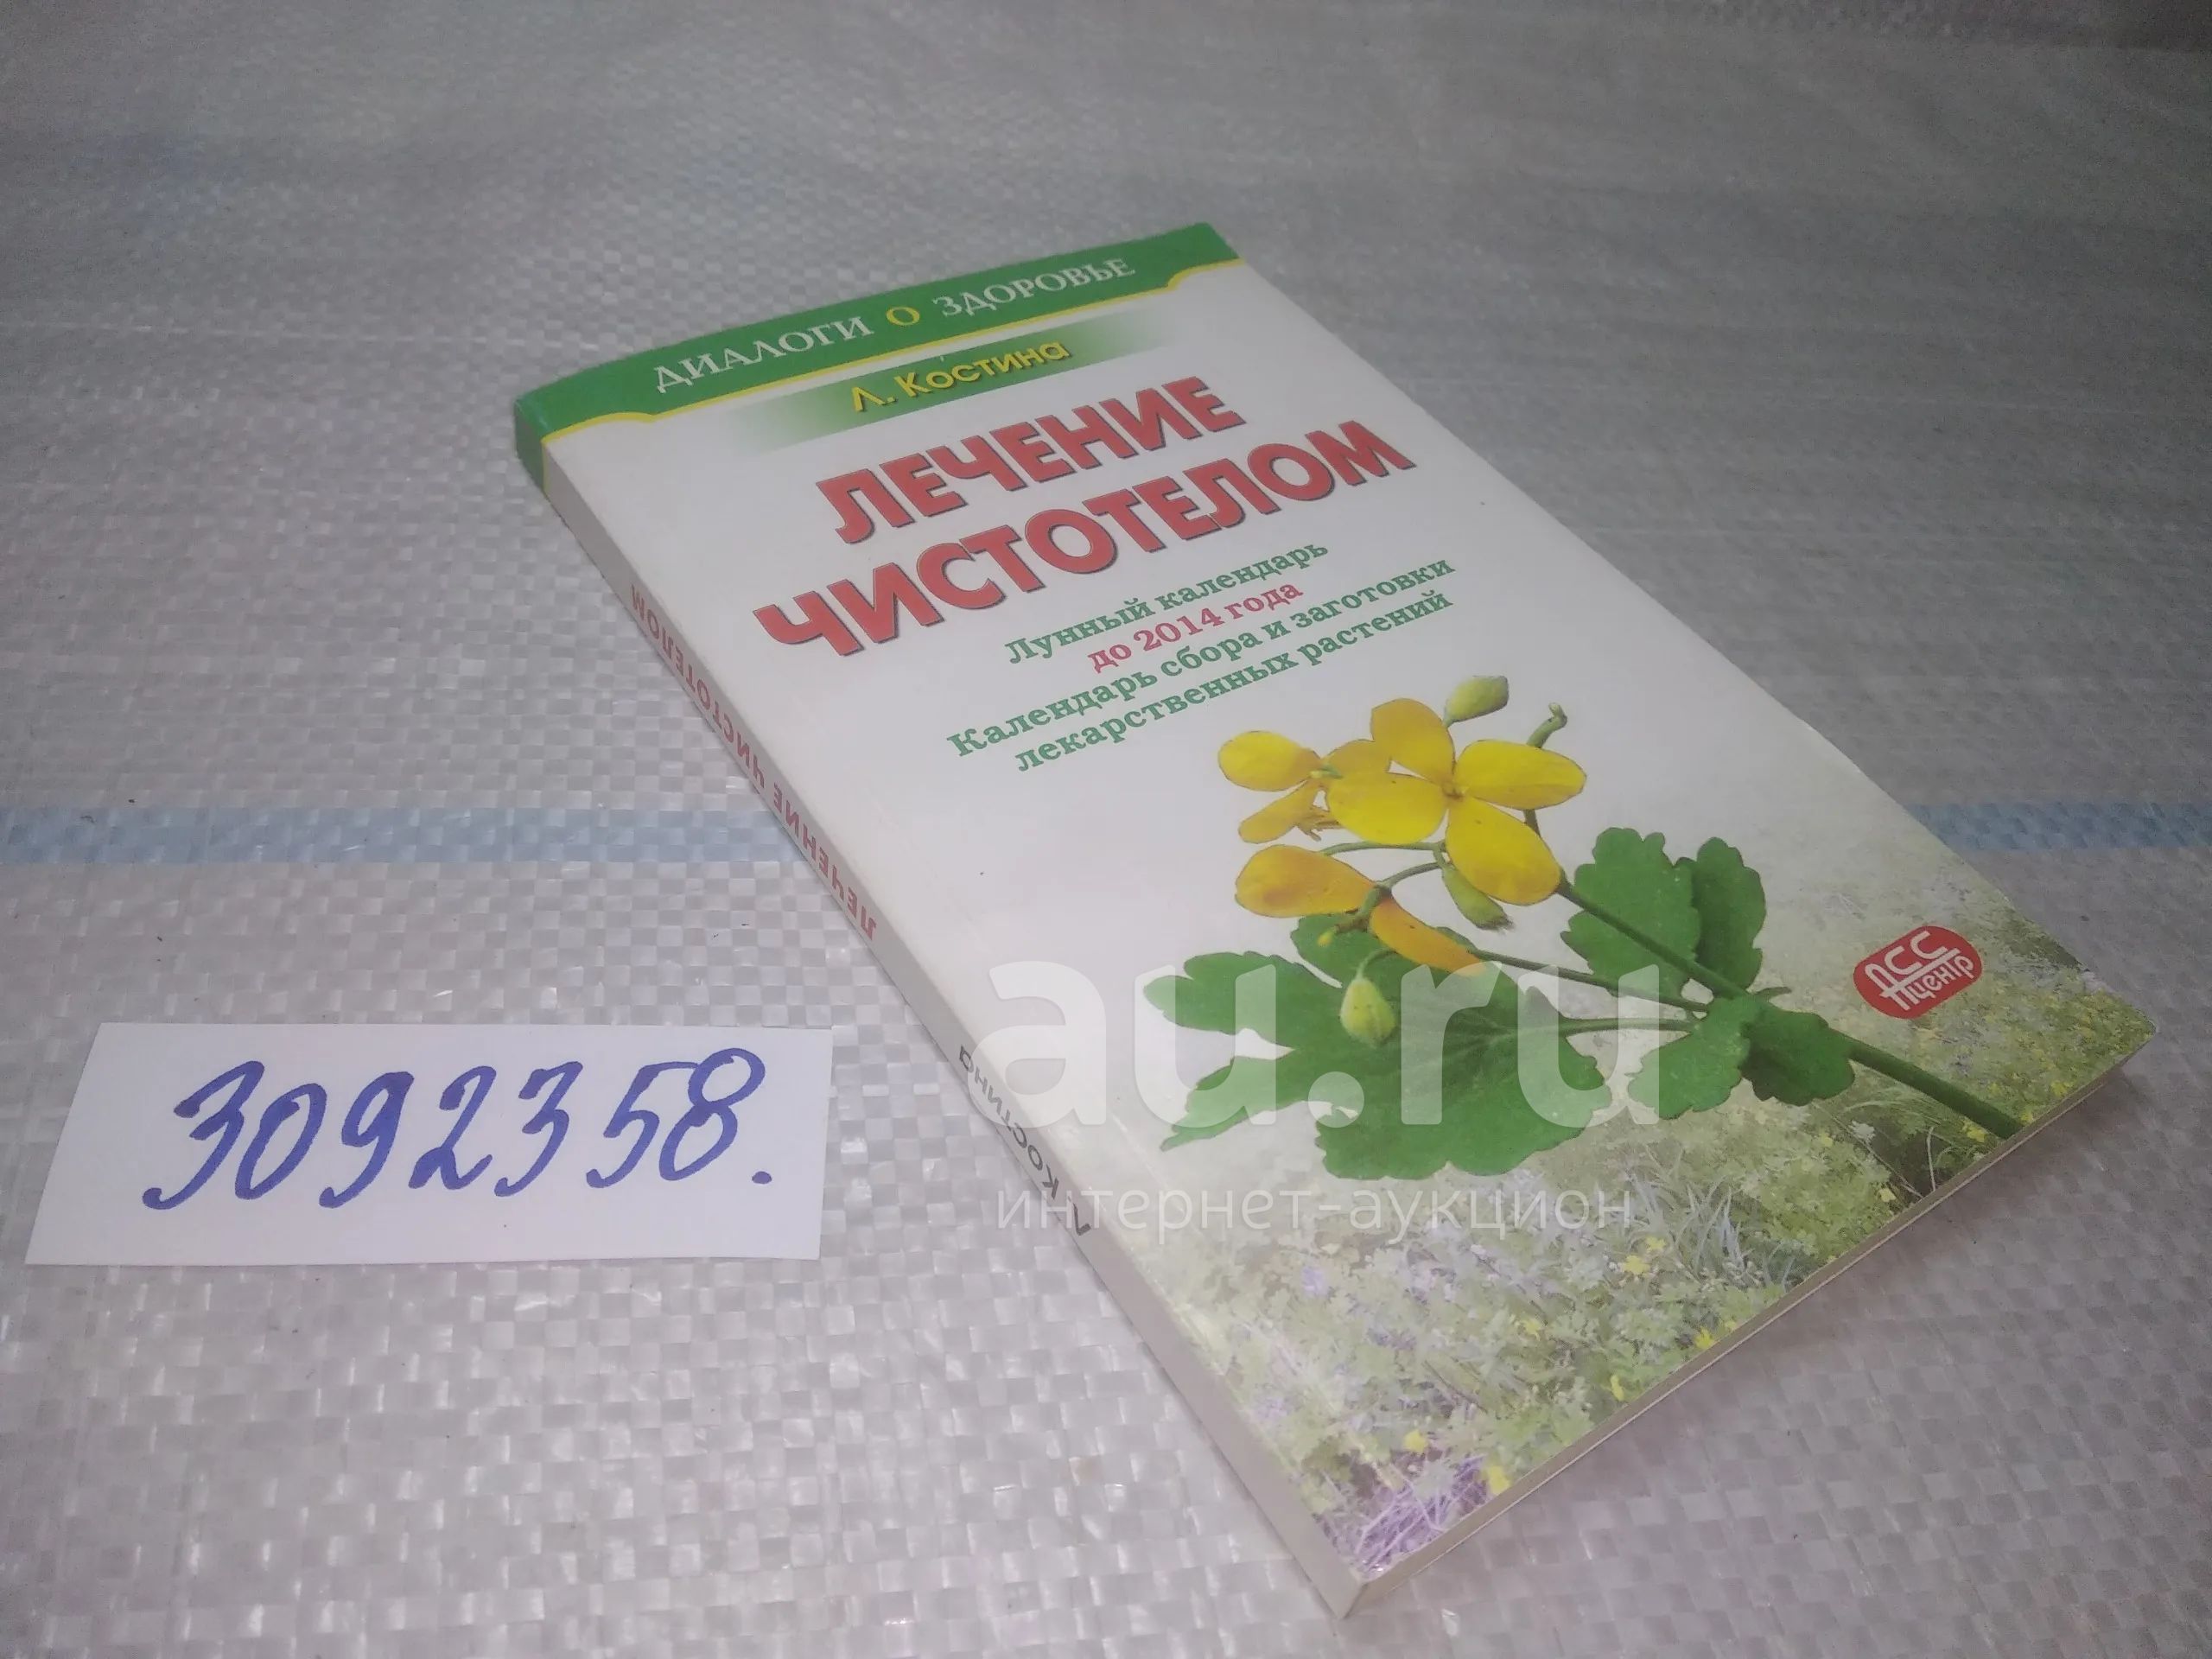 ДИАЛОГИ О ЗДОРОВЬЕ
Л. Костина
ЛЕЧЕНИЕ
ЧИСТОТЕЛОМ
Лунный календарь
до 2014 года
Календарь сбора и заготовки
лекарственных растений
АСС
центр
Л КОСТИНА ЛЕЧЕНИЕ ЧИСТОТЕЛОМ
3092358.
au.ru
интернет-аукцион